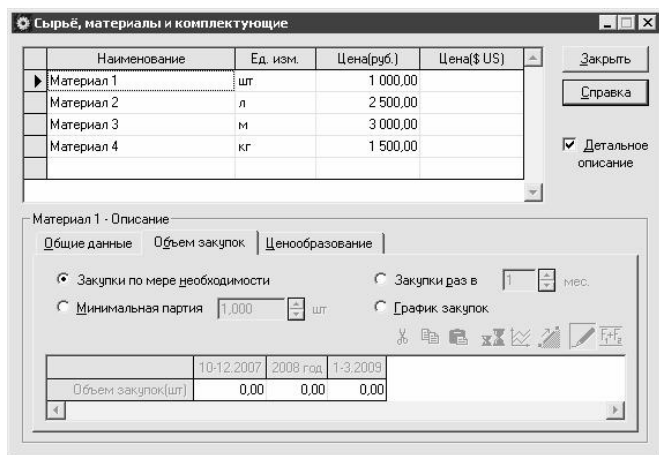 Сырьё, материалы и комплектующие
Наименование Ед. изм. Цена(руб.) Цена($ US)
Материал 1 шт 1 000,00
Материал 2 л 2 500,00
Материал 3 м 3 000,00
Материал 4 кг 1 500,00
Закрыть
Справка
Детальное
описание
Материал 1 - Описание
Общие данные Объем закупок Ценообразование
Закупки по мере необходимости Закупки раз в 1 мес.
Минимальная партия 1,000 шт График закупок
F1+F2
10-12.2007 2008 год 1-3.2009
Объем закупок(шт) 0,00 0,00 0,00